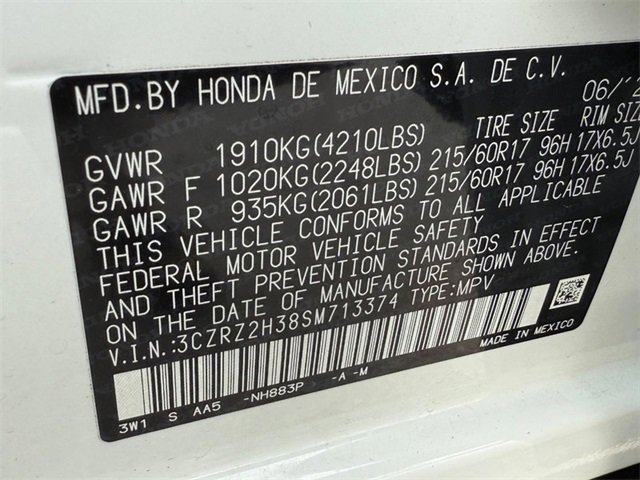 MFD.BY HONDA DE MEXICO S.A. DE C.V. 06/
TIRE SIZE RIM SIZE
GVWR 1910KG(4210LBS)
GAWR F 1020KG(2248LBS) 215/60R17 96H 17X6.5J
GAWR R 935KG(2061LBS) 215/60R17 96H 17X6.5J
THIS VEHICLE CONFORMS TO ALL APPLICABLE
FEDERAL MOTOR VEHICLE SAFETY
AND THEFT PREVENTION STANDARDS IN EFFECT
ON THE DATE OF MANUFACTURE SHOWN ABOVE.
V.I.N.:3CZRZ2H38SM713374 TYPE:MPV
MADE IN MEXICO
3W1 S AA5 -NH883P -A -M